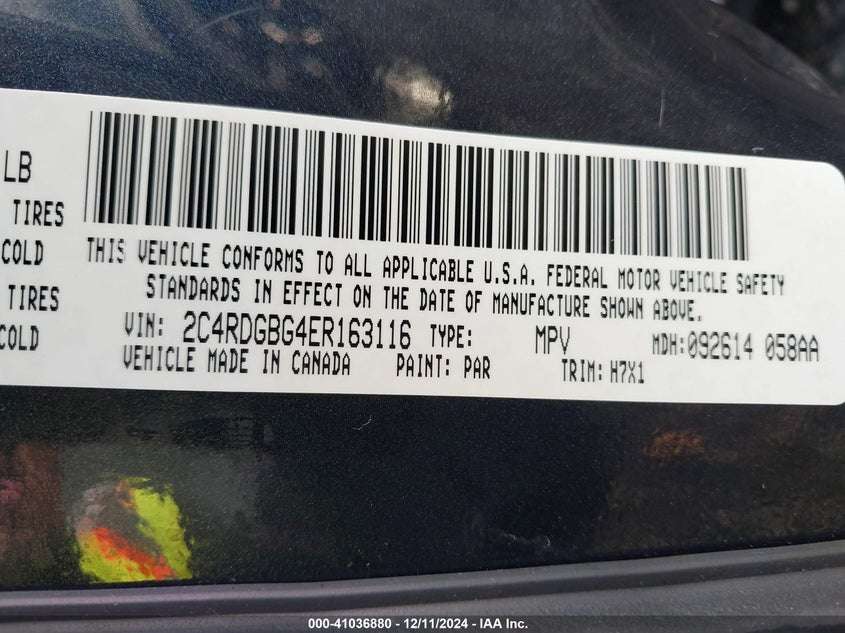 LB
TIRES
COLD
TIRES
COLD
THIS VEHICLE CONFORMS TO ALL APPLICABLE U.S.A. FEDERAL MOTOR VEHICLE SAFETY
STANDARDS IN EFFECT ON THE DATE OF MANUFACTURE SHOWN ABOVE.
VIN: 2C4RDGBG4ER163116 TYPE: MPV MDH:092614 058AA
VEHICLE MADE IN CANADA PAINT: PAR TRIM: H7X1
000-41036880 - 12/11/2024 - IAA Inc.